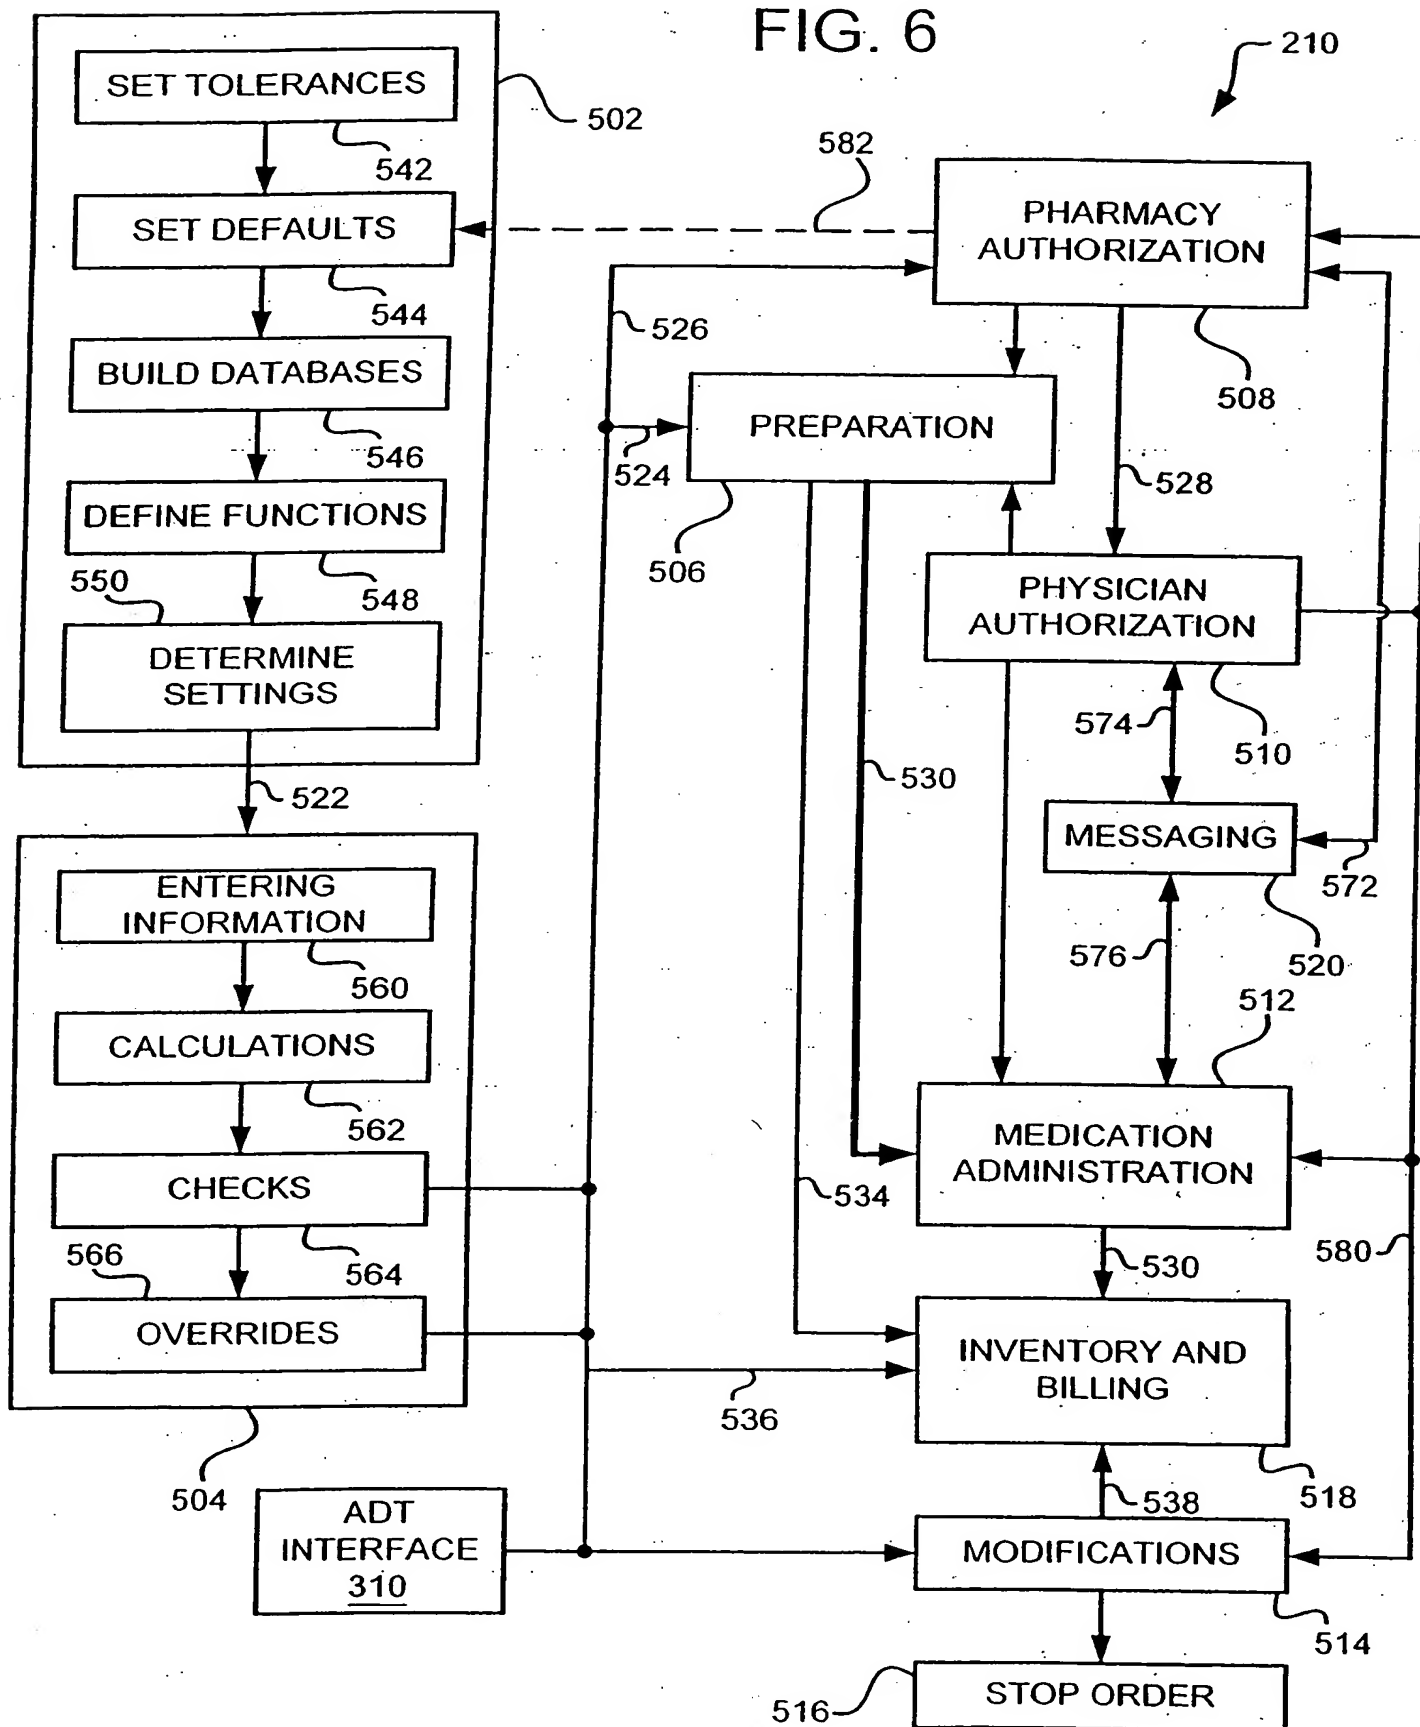 FIG. 6
210
SET TOLERANCES
502
542
582
SET DEFAULTS
PHARMACY
AUTHORIZATION
544
526
BUILD DATABASES
508
PREPARATION
546
524
528
DEFINE FUNCTIONS
506
550
548
PHYSICIAN
AUTHORIZATION
DETERMINE
SETTINGS
574
510
530
522
MESSAGING
572
ENTERING
INFORMATION
576
520
560
512
CALCULATIONS
562
MEDICATION
ADMINISTRATION
CHECKS
534
566
564
530
580
OVERRIDES
INVENTORY AND
BILLING
536
504
518
538
ADT
INTERFACE
310
MODIFICATIONS
514
516
STOP ORDER